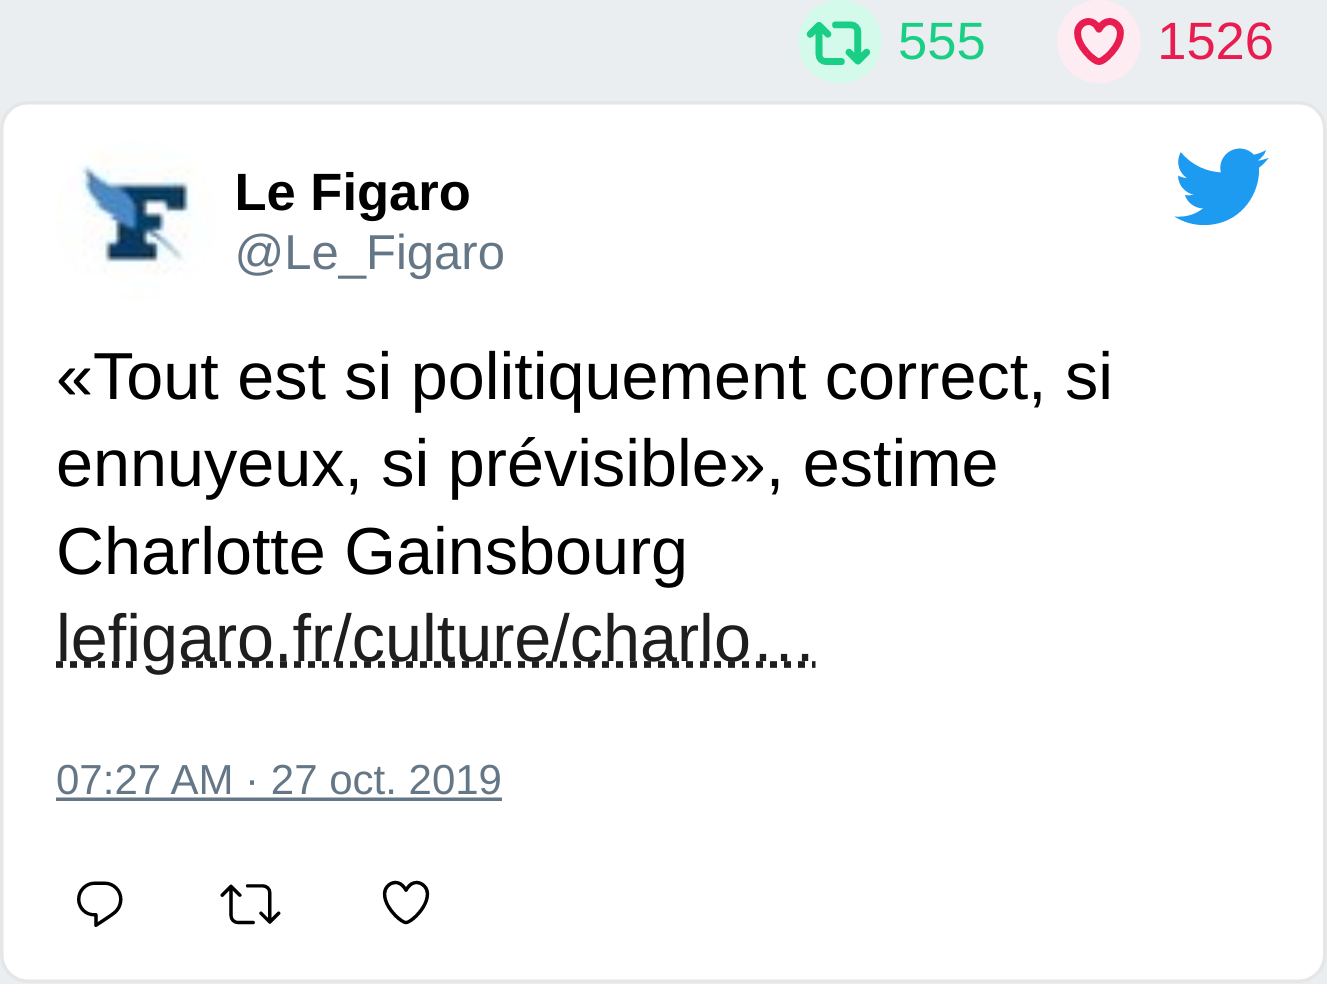 555 1526
Le Figaro
@Le_Figaro
«Tout est si politiquement correct, si
ennuyeux, si prévisible», estime
Charlotte Gainsbourg
lefigaro.fr/culture/charlo…
07:27 AM · 27 oct. 2019